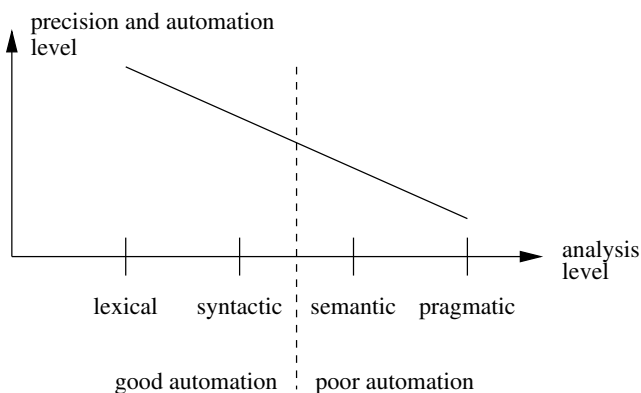 precision and automation
level
analysis
level
lexical syntactic semantic pragmatic
good automation poor automation